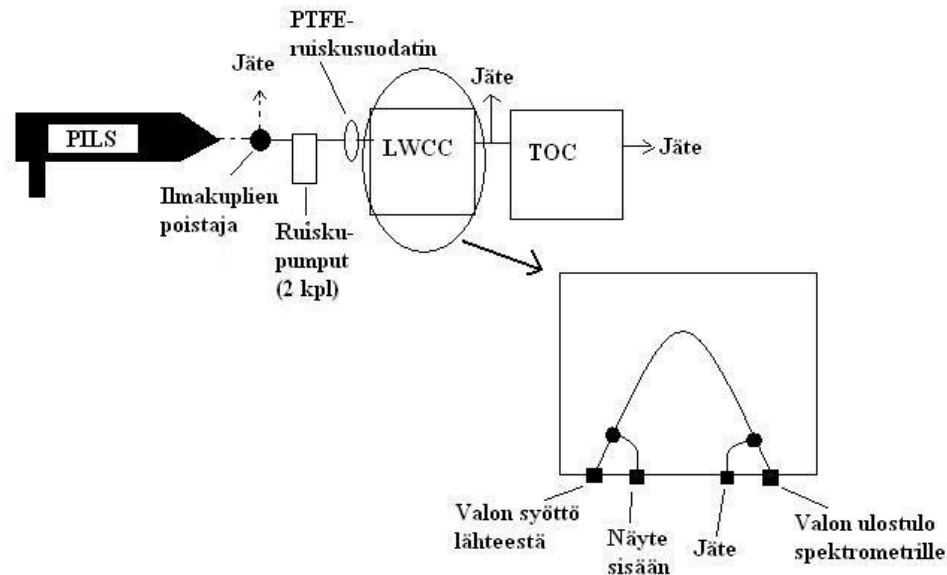 PTFE-
ruiskusuodatin
Jäte
Jäte
PILS
LWCC
TOC
Jäte
Ilmakuplien
poistaja
Ruisku-
pumput
(2 kpl)
Valon syöttö
lähteestä
Näyte
sisään
Jäte
Valon ulostulo
spektrometrille